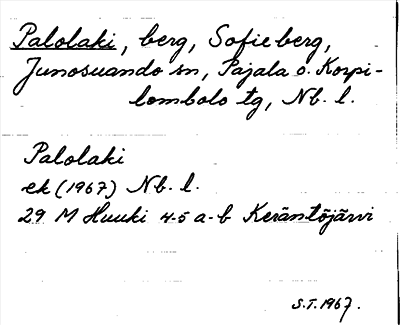 Palolaki, berg, Sofieberg,
Junosuando sn, Pajala o. Korpi-
lombolo tg, Nb. l.
Palolaki
ek (1967) Nb. l.
29 M Huuki 4-5 a-b Keräntöjärvi
S.T. 1967.